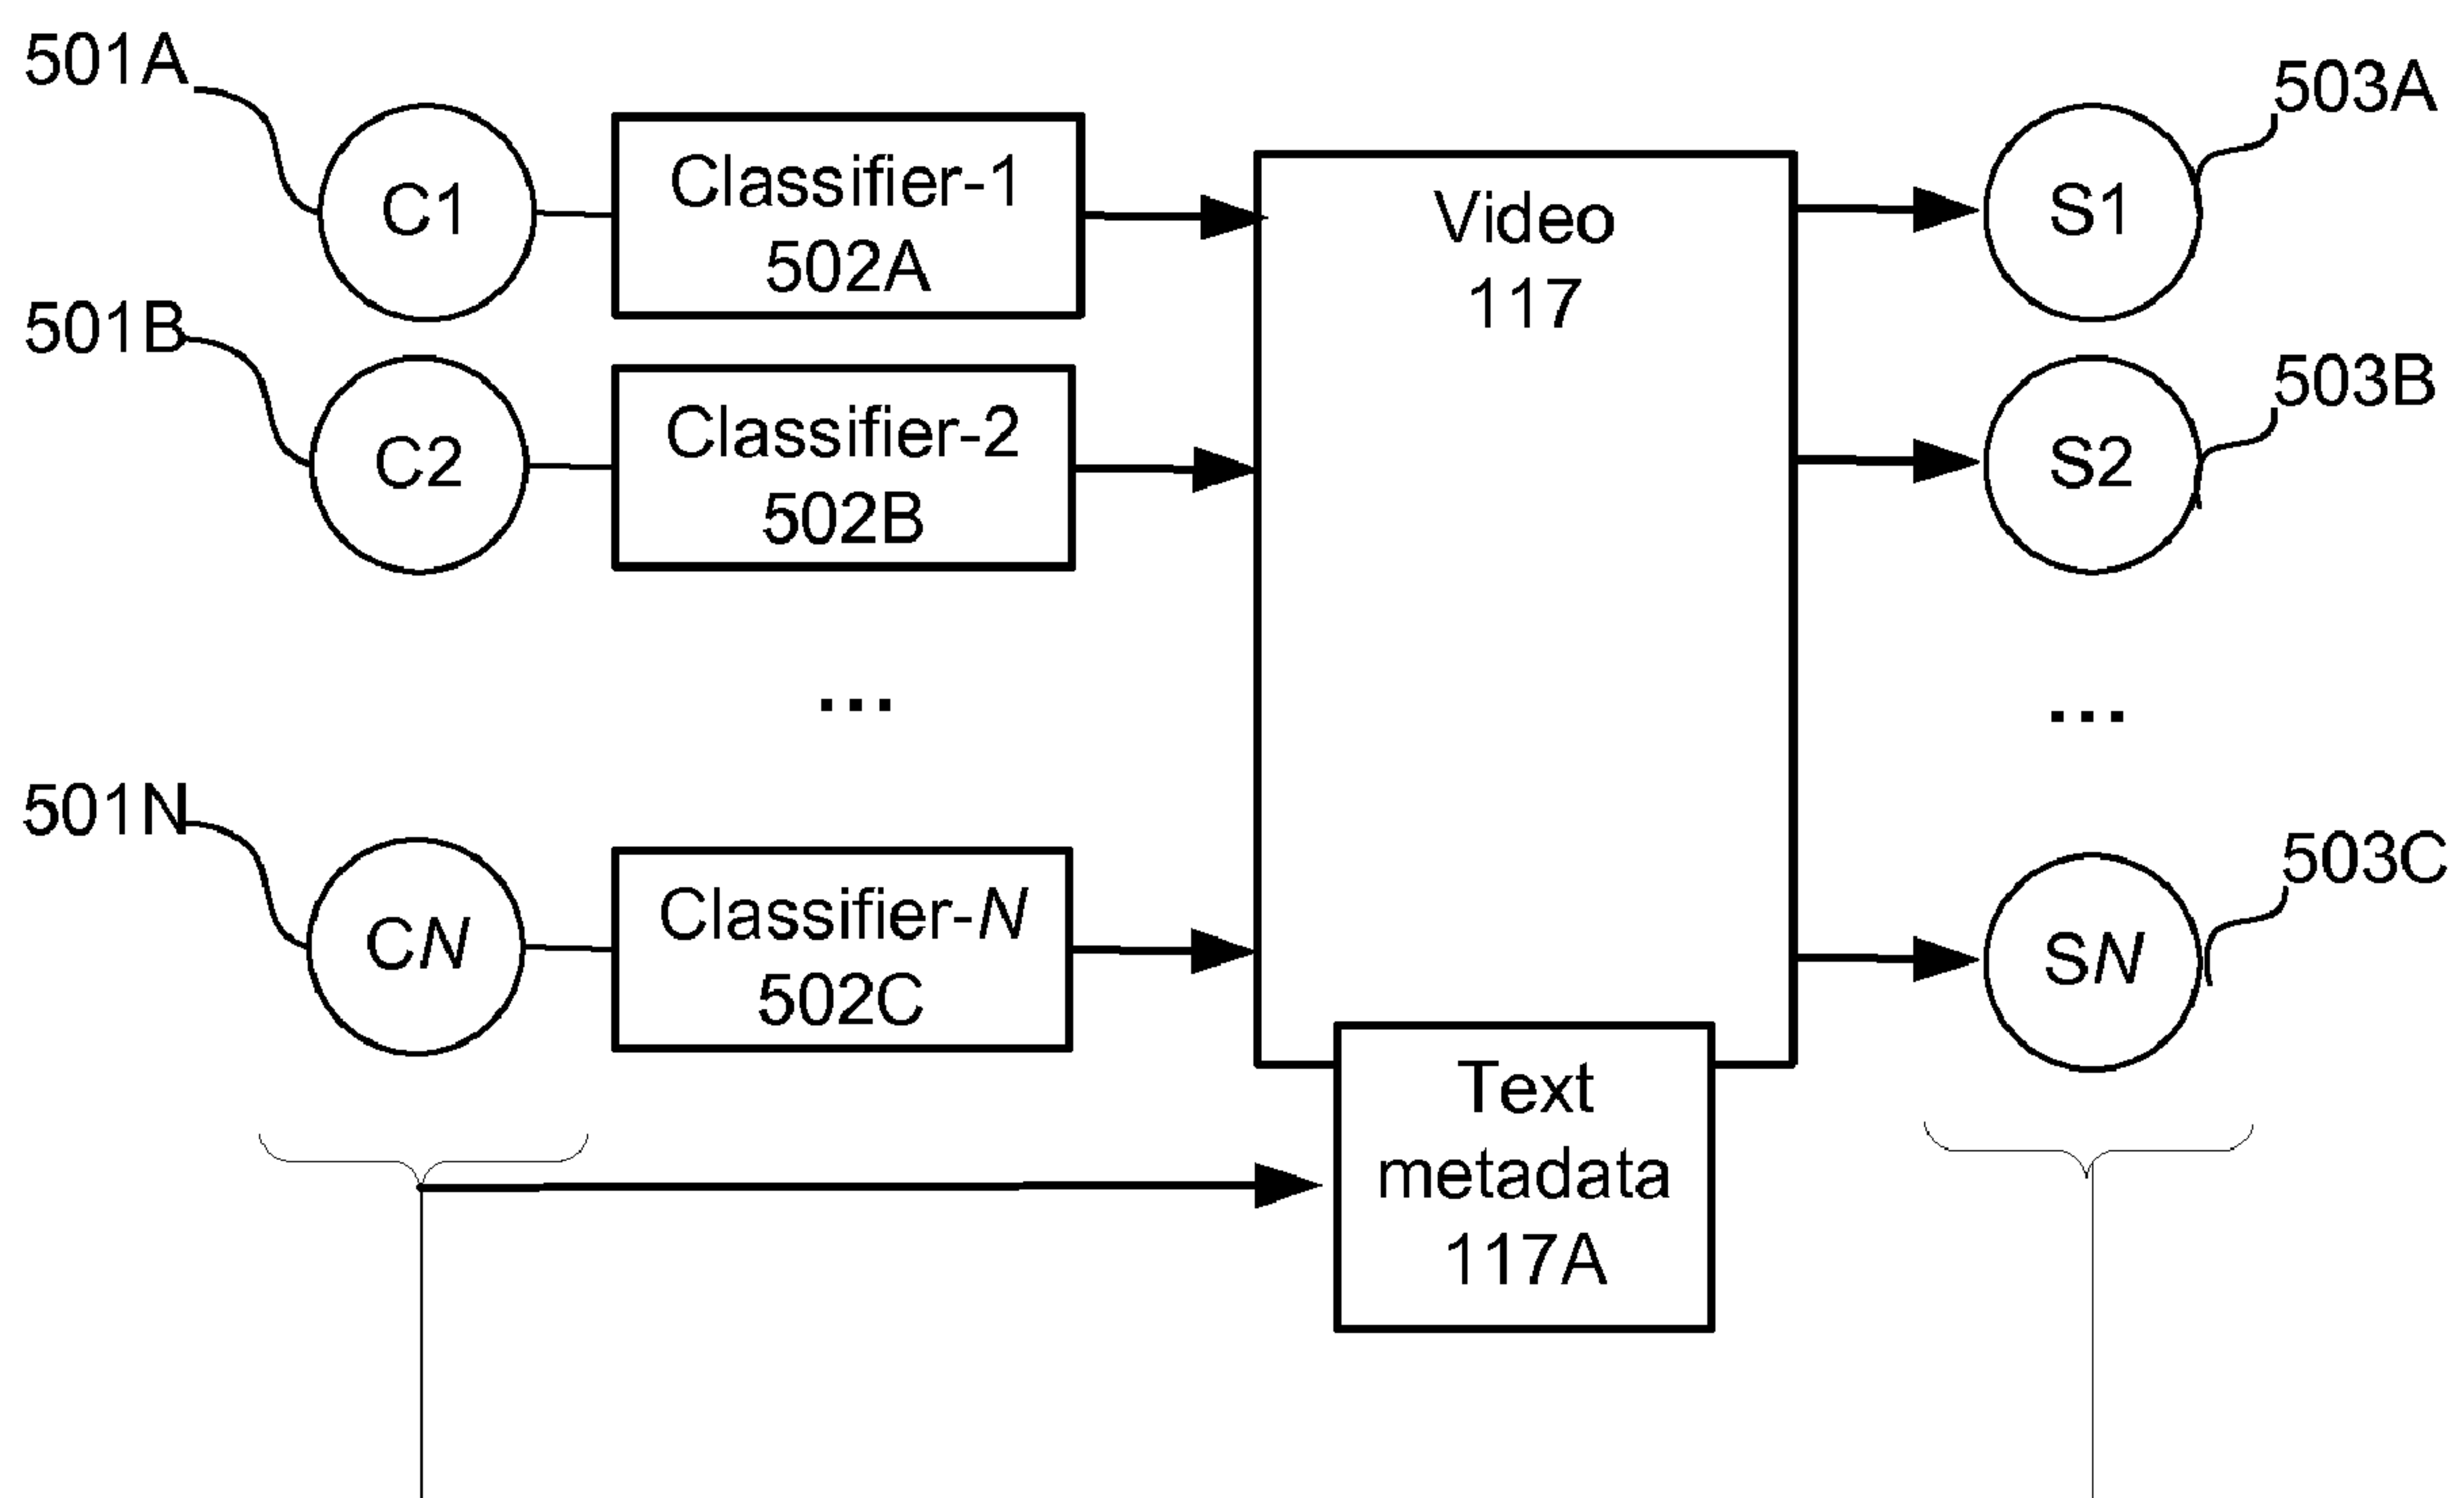 501A
C1
Classifier-1
502A
Video
117
S1
503A
501B
C2
Classifier-2
502B
S2
503B
...
...
501N
CN
Classifier-N
502C
SN
503C
Text
metadata
117A